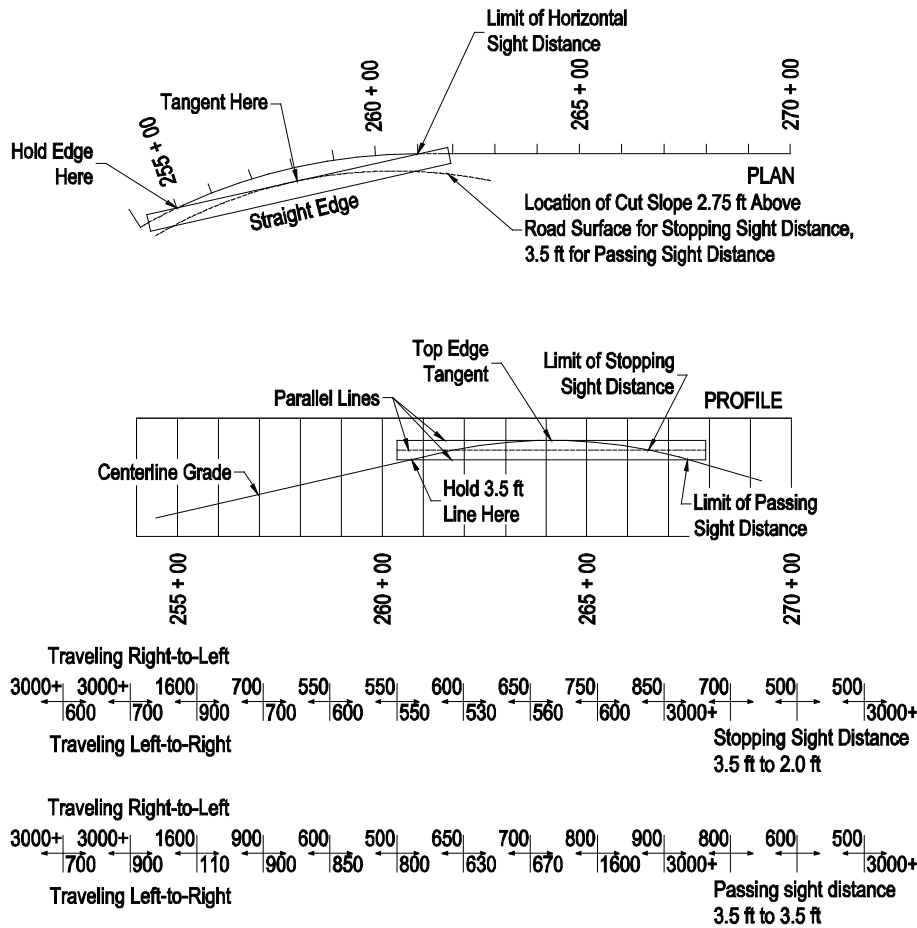 Limit of Horizontal
Sight Distance
Tangent Here
Hold Edge
Here
255 + 00
260 + 00
265 + 00
270 + 00
Straight Edge
PLAN
Location of Cut Slope 2.75 ft Above
Road Surface for Stopping Sight Distance,
3.5 ft for Passing Sight Distance
Top Edge
Tangent
Limit of Stopping
Sight Distance
Parallel Lines
PROFILE
Centerline Grade
Hold 3.5 ft
Line Here
Limit of Passing
Sight Distance
255 + 00
260 + 00
265 + 00
270 + 00
Traveling Right-to-Left
3000+ 3000+ 1600 700 550 550 600 650 750 850 700 500 500
600 700 900 700 600 550 530 560 600 3000+ 3000+
Traveling Left-to-Right
Stopping Sight Distance
3.5 ft to 2.0 ft
Traveling Right-to-Left
3000+ 3000+ 1600 900 600 500 650 700 800 900 800 600 500
700 900 110 900 850 800 630 670 1600 3000+ 3000+
Traveling Left-to-Right
Passing sight distance
3.5 ft to 3.5 ft